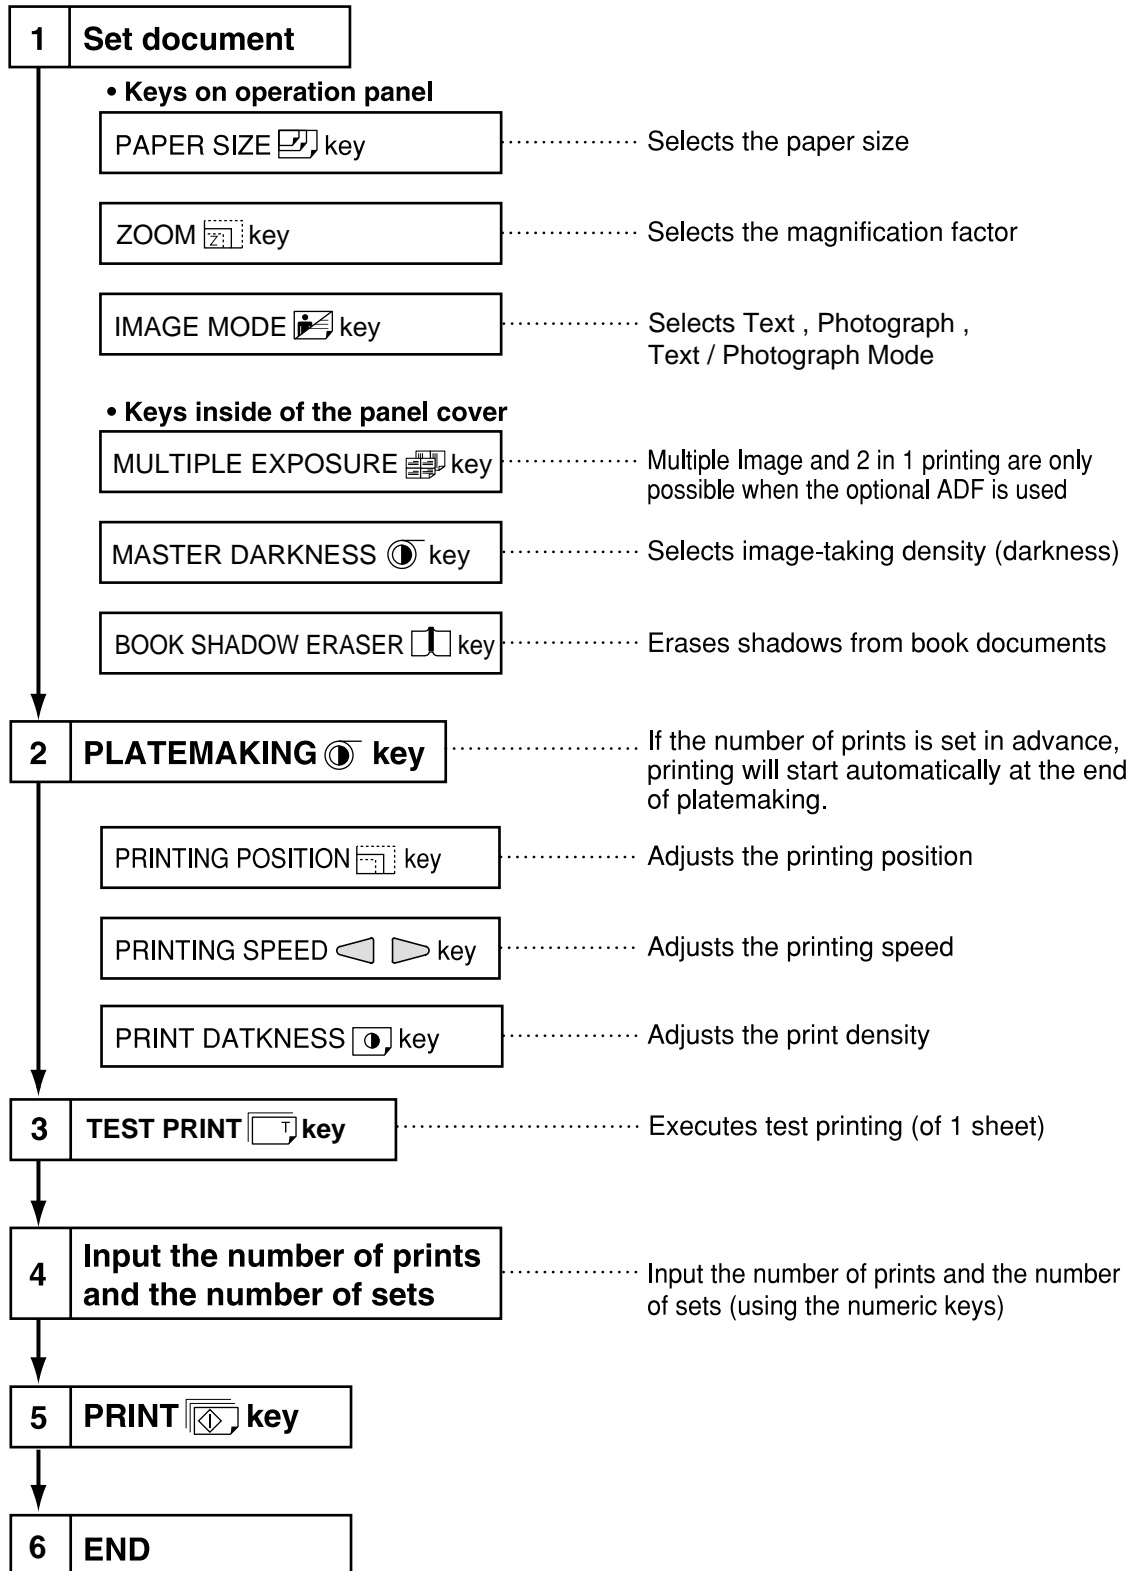 1 Set document
• Keys on operation panel
PAPER SIZE key Selects the paper size
ZOOM Z key Selects the magnification factor
IMAGE MODE key Selects Text , Photograph ,
Text / Photograph Mode
• Keys inside of the panel cover
MULTIPLE EXPOSURE key Multiple Image and 2 in 1 printing are only
possible when the optional ADF is used
MASTER DARKNESS key Selects image-taking density (darkness)
BOOK SHADOW ERASER key Erases shadows from book documents
2 PLATEMAKING key If the number of prints is set in advance,
printing will start automatically at the end
of platemaking.
PRINTING POSITION key Adjusts the printing position
PRINTING SPEED key Adjusts the printing speed
PRINT DATKNESS key Adjusts the print density
3 TEST PRINT T key Executes test printing (of 1 sheet)
4 Input the number of prints
and the number of sets
Input the number of prints and the number
of sets (using the numeric keys)
5 PRINT key
6 END